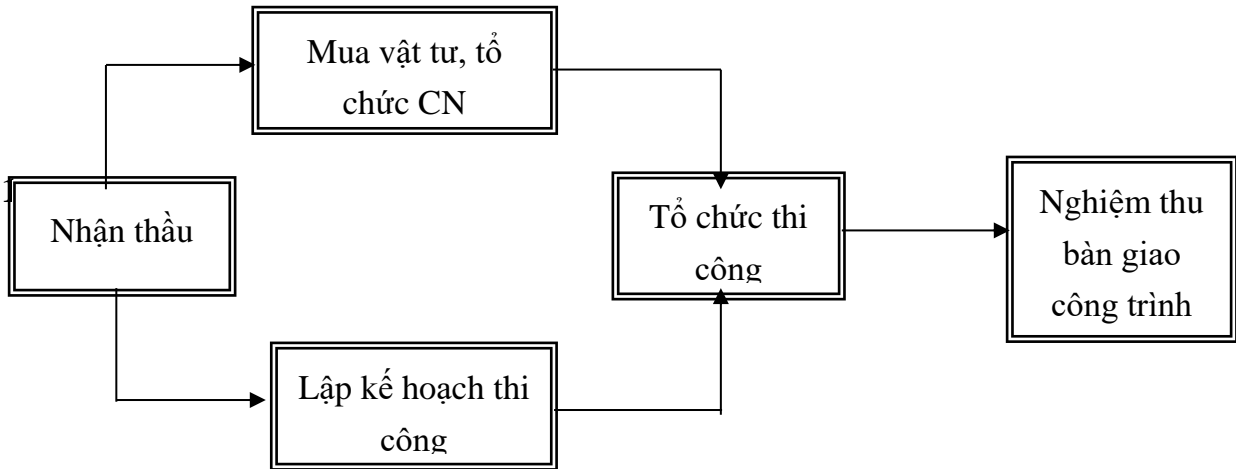 Mua vật tư, tổ
chức CN
Nhận thầu
Tổ chức thi
công
Nghiệm thu
bàn giao
công trình
Lập kế hoạch thi
công